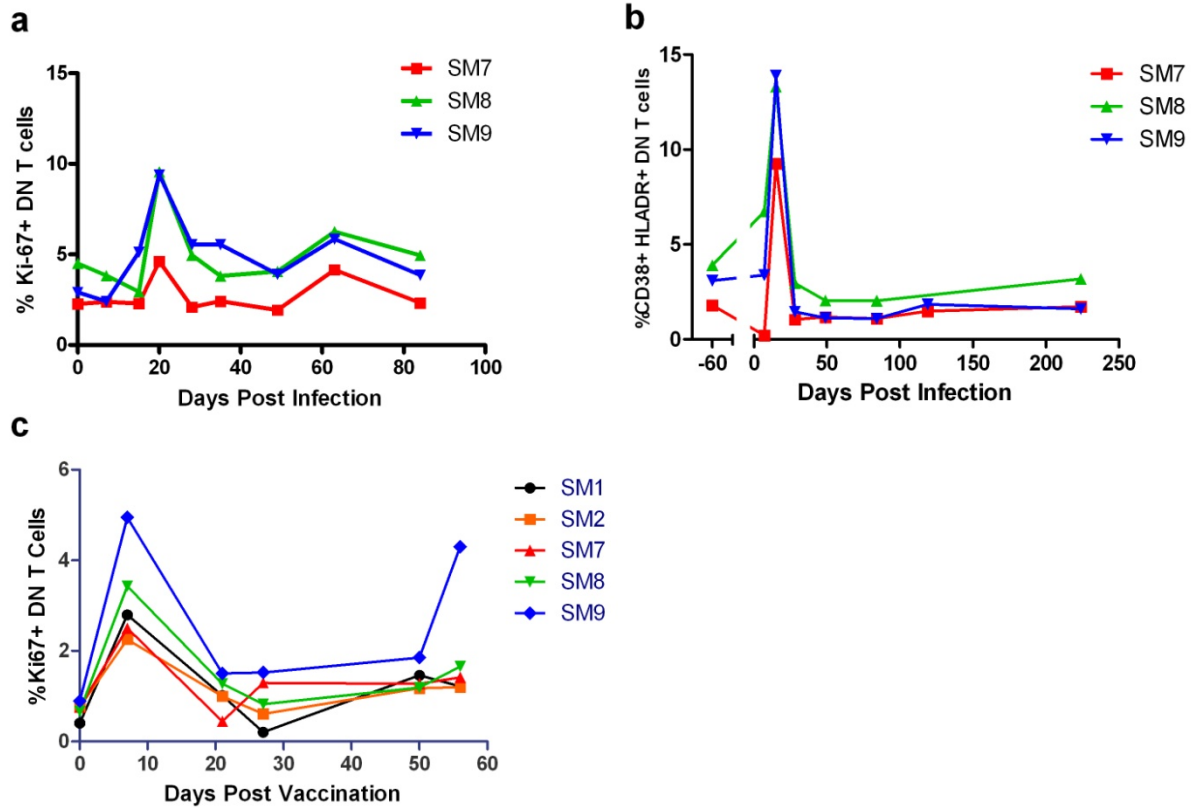 a
% Ki-67+ DN T cells
15
10
5
0
0 20 40 60 80 100
Days Post Infection
SM7
SM8
SM9
b
%CD38+ HLADR+ DN T cells
15
10
5
0
-60 0 50 100 150 200 250
Days Post Infection
SM7
SM8
SM9
c
%Ki67+ DN T Cells
6
4
2
0
0 10 20 30 40 50 60
Days Post Vaccination
SM1
SM2
SM7
SM8
SM9